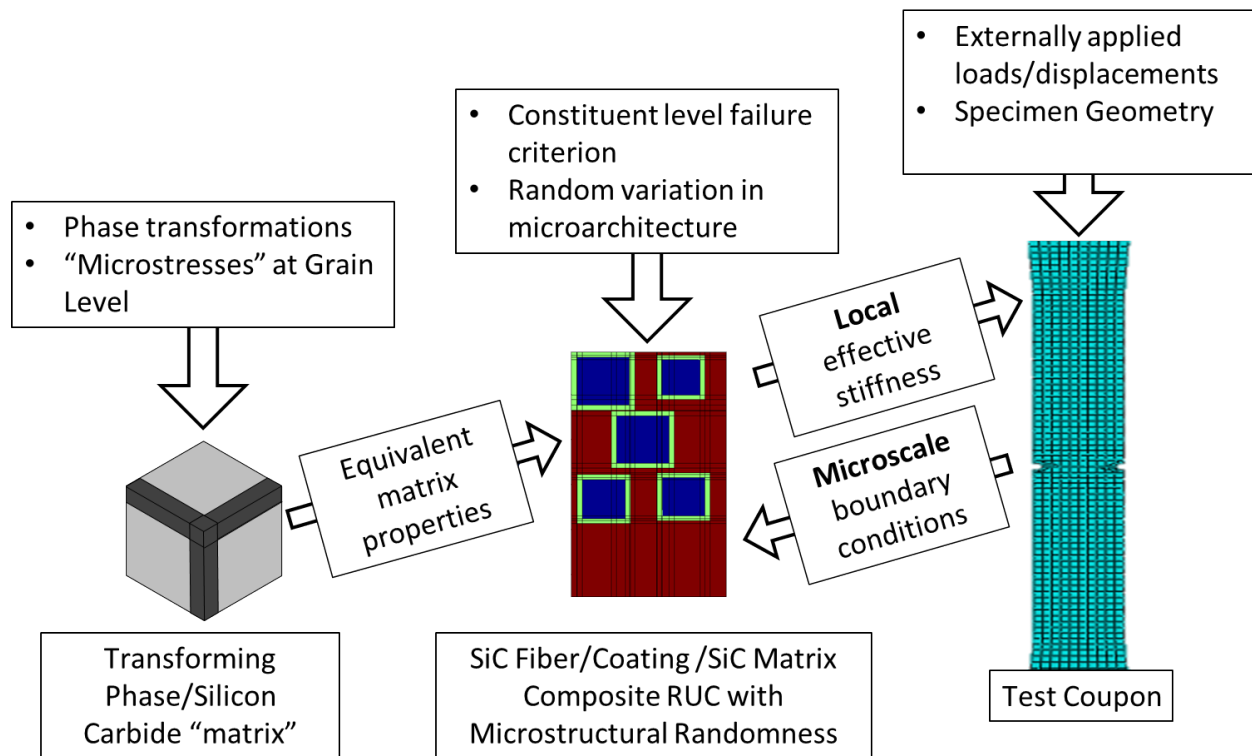 • Phase transformations
• “Microstresses” at Grain
Level
• Constituent level failure
criterion
• Random variation in
microarchitecture
• Externally applied
loads/displacements
• Specimen Geometry
Equivalent
matrix
properties
Local
effective
stiffness
Microscale
boundary
conditions
Transforming
Phase/Silicon
Carbide “matrix”
SiC Fiber/Coating /SiC Matrix
Composite RUC with
Microstructural Randomness
Test Coupon